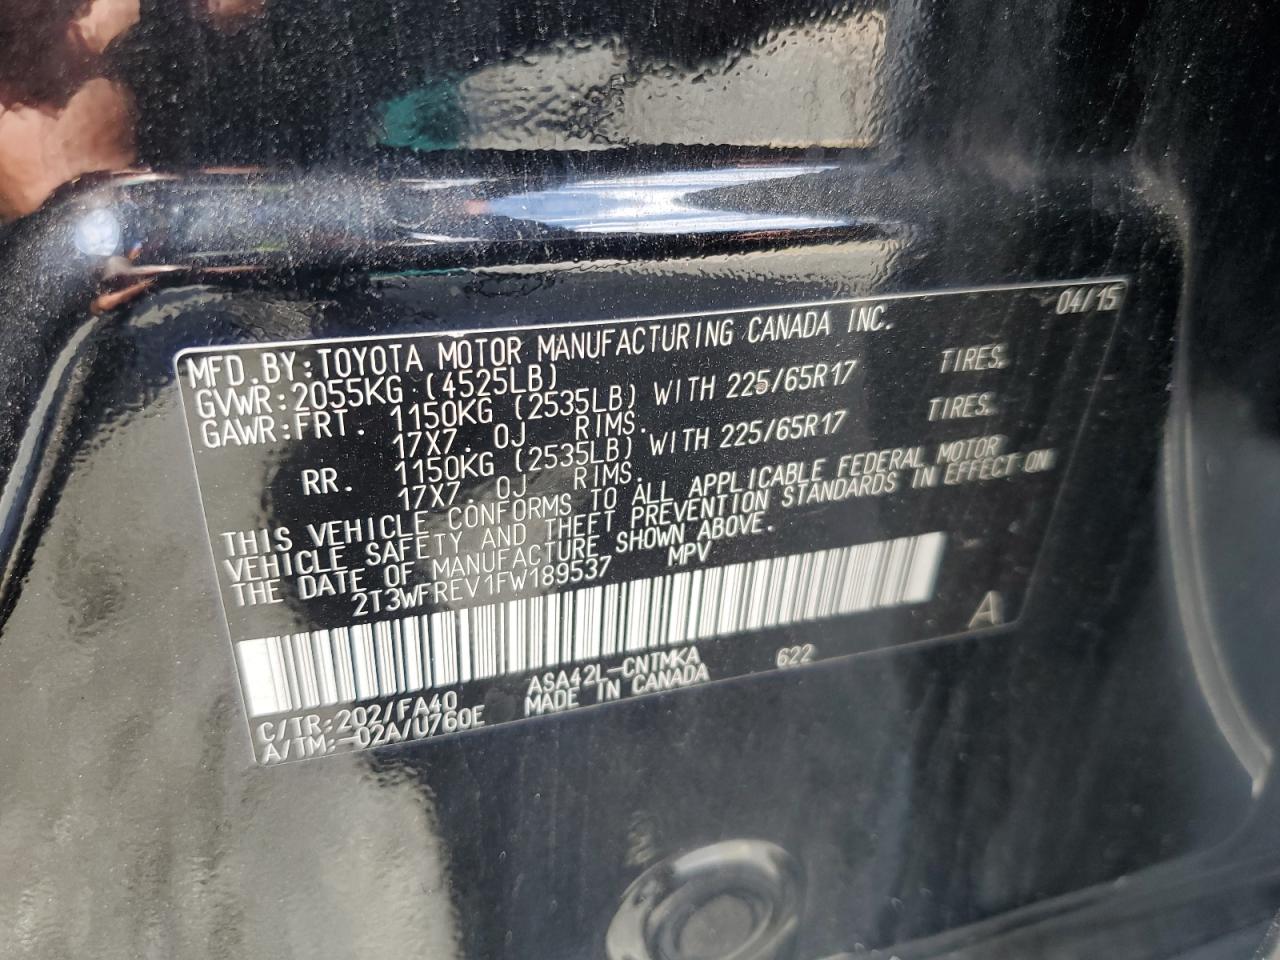 04/15
MFD.BY:TOYOTA MOTOR MANUFACTURING CANADA INC.
GVWR:2055KG (4525LB)
GAWR:FRT. 1150KG (2535LB) WITH 225/65R17 TIRES.
17X7.0J RIMS.
RR. 1150KG (2535LB) WITH 225/65R17 TIRES.
17X7.0J RIMS.
THIS VEHICLE CONFORMS TO ALL APPLICABLE FEDERAL MOTOR
VEHICLE SAFETY AND THEFT PREVENTION STANDARDS IN EFFECT ON
THE DATE OF MANUFACTURE SHOWN ABOVE.
2T3WFREV1FW189537 MPV
A
ASA42L-CNTMKA 622
C/TR:202/FA40 MADE IN CANADA
A/TM:-02A/U760E